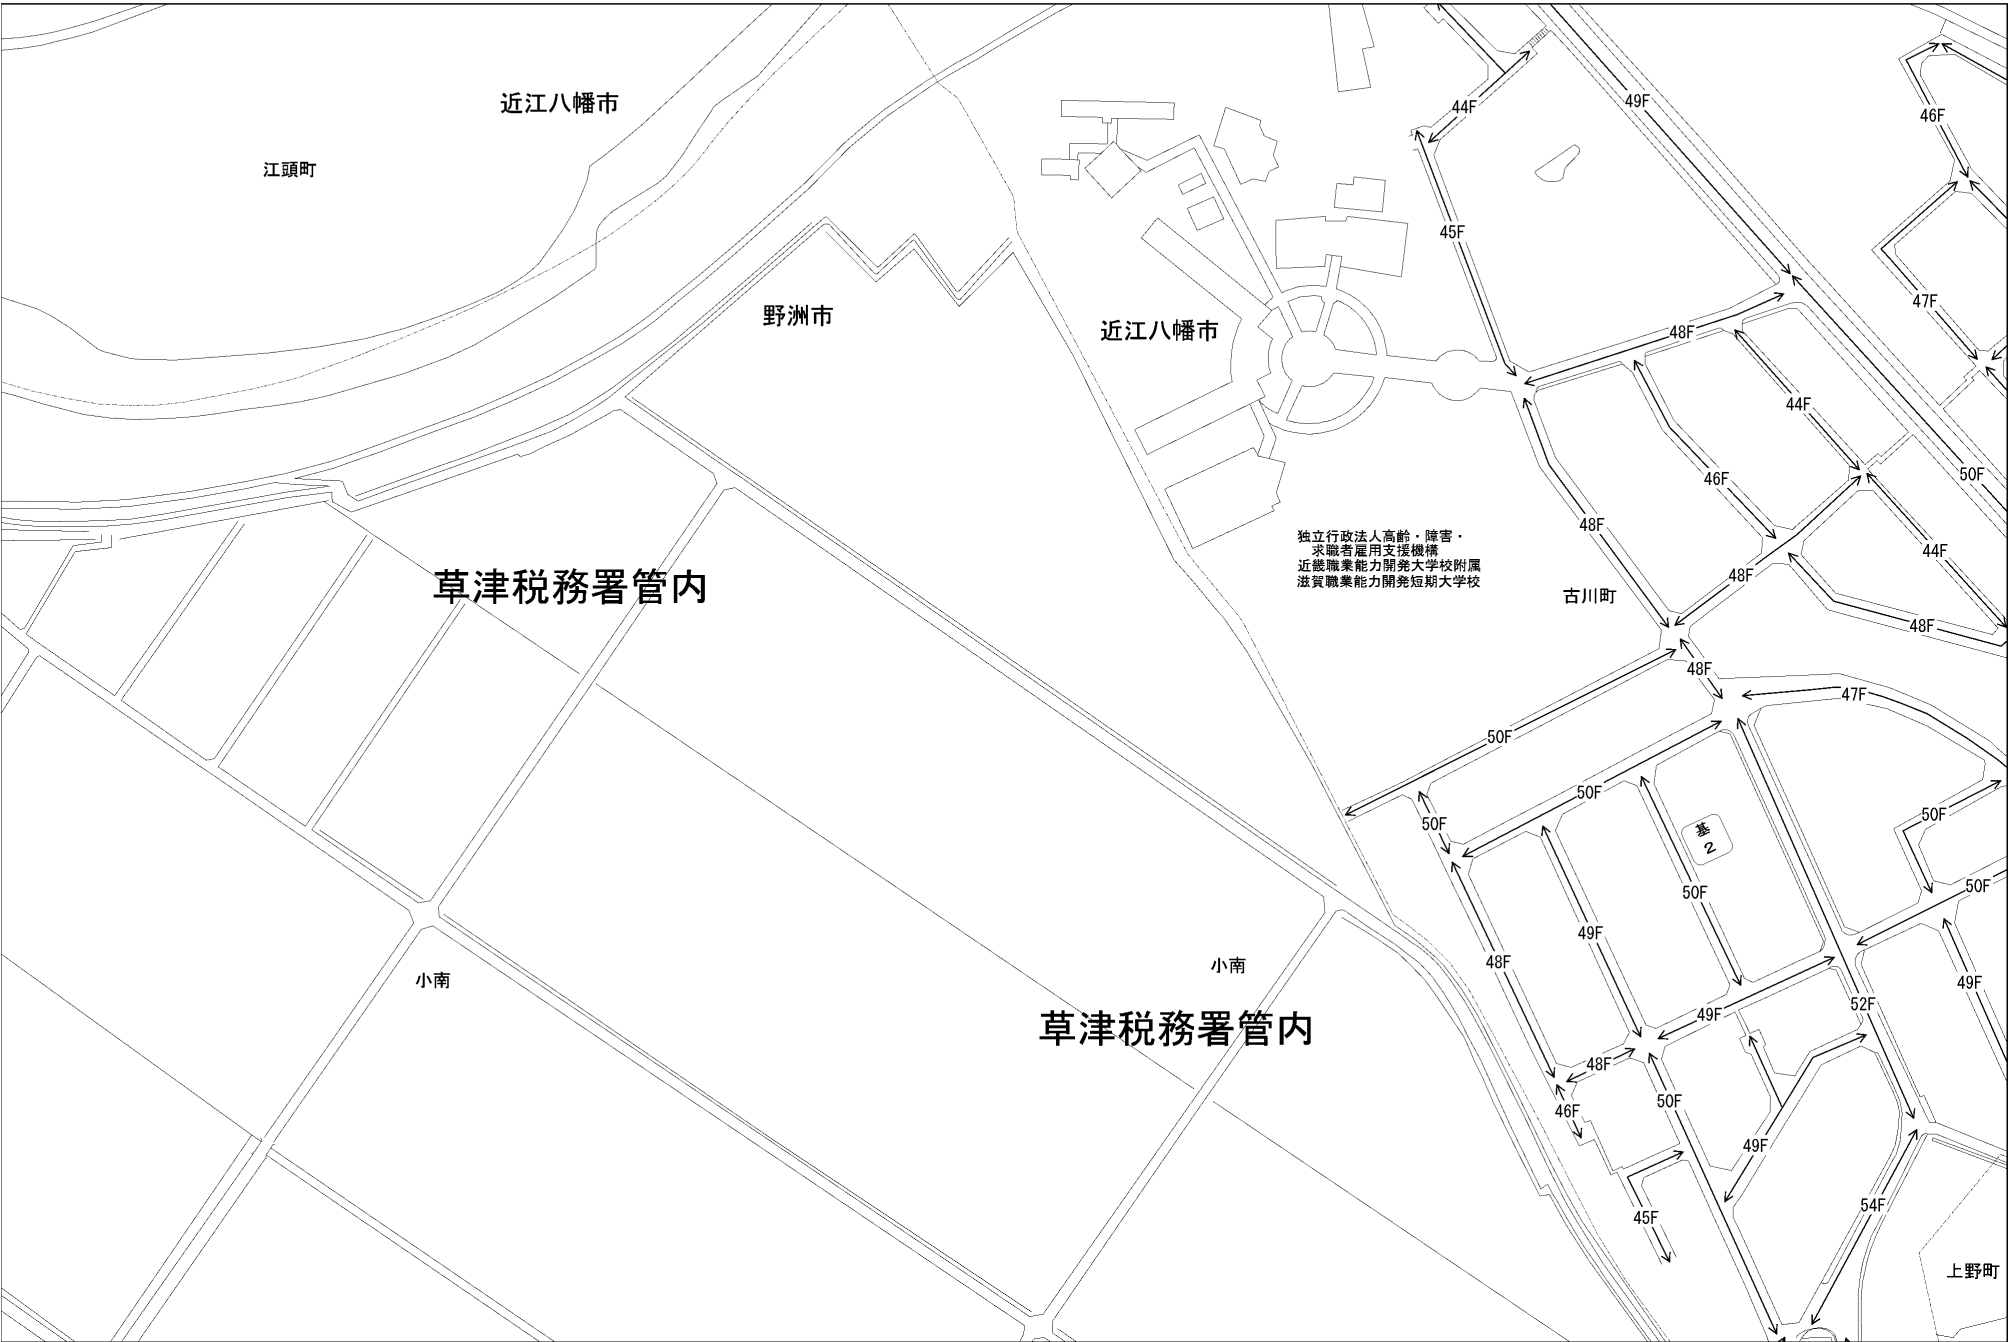 近江八幡市
49F
44F
46F
江頭町
45F
47F
野洲市
近江八幡市
48F
44F
46F
50F
48F
44F
独立行政法人高齢・障害・
求職者雇用支援機構
近畿職業能力開発大学校附属
滋賀職業能力開発短期大学校
48F
草津税務署管内
古川町
48F
48F
47F
50F
50F
50F
50F
基
2
50F
50F
49F
48F
小南
小南
49F
52F
49F
草津税務署管内
48F
50F
46F
49F
54F
45F
上野町